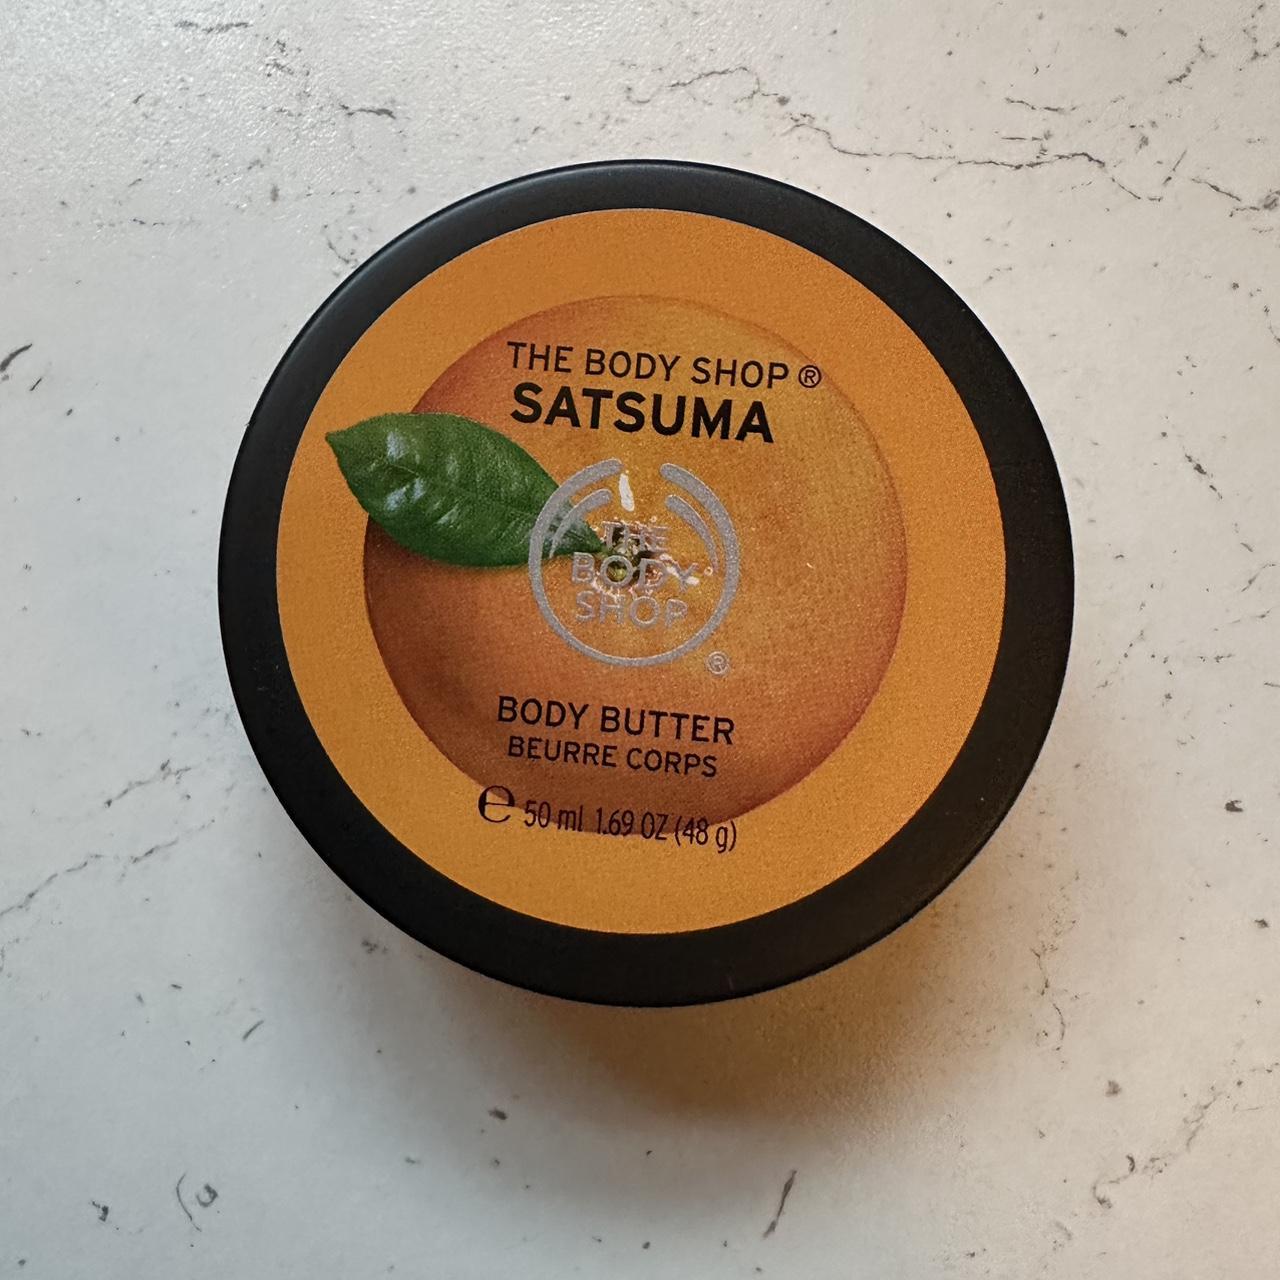 THE BODY SHOP ®
SATSUMA
THE
BODY
SHOP
®
BODY BUTTER
BEURRE CORPS
℮ 50 ml 1.69 OZ (48 g)